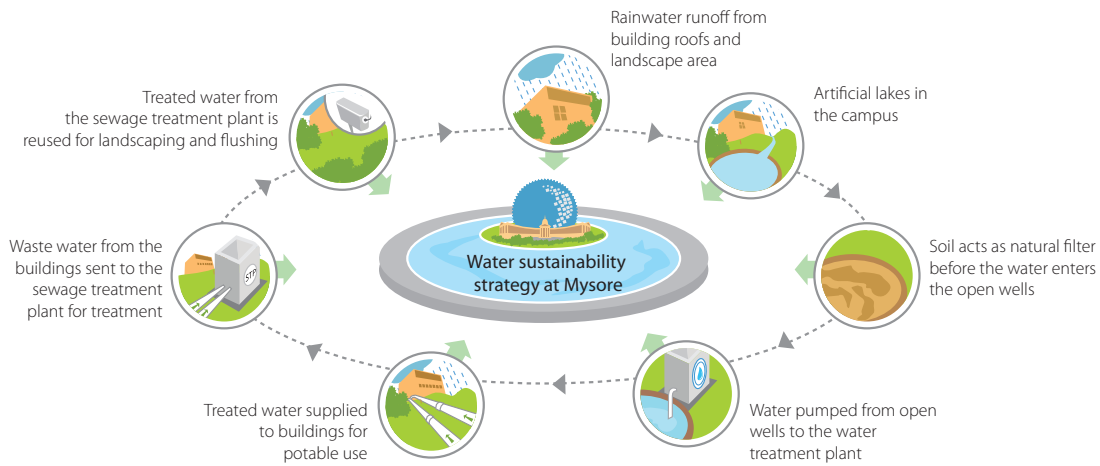 Rainwater runoff from
building roofs and
landscape area
Artificial lakes in
the campus
Soil acts as natural filter
before the water enters
the open wells
Water pumped from open
wells to the water
treatment plant
Treated water supplied
to buildings for
potable use
Waste water from the
buildings sent to the
sewage treatment
plant for treatment
STP
Treated water from
the sewage treatment plant is
reused for landscaping and flushing
Water sustainability
strategy at Mysore